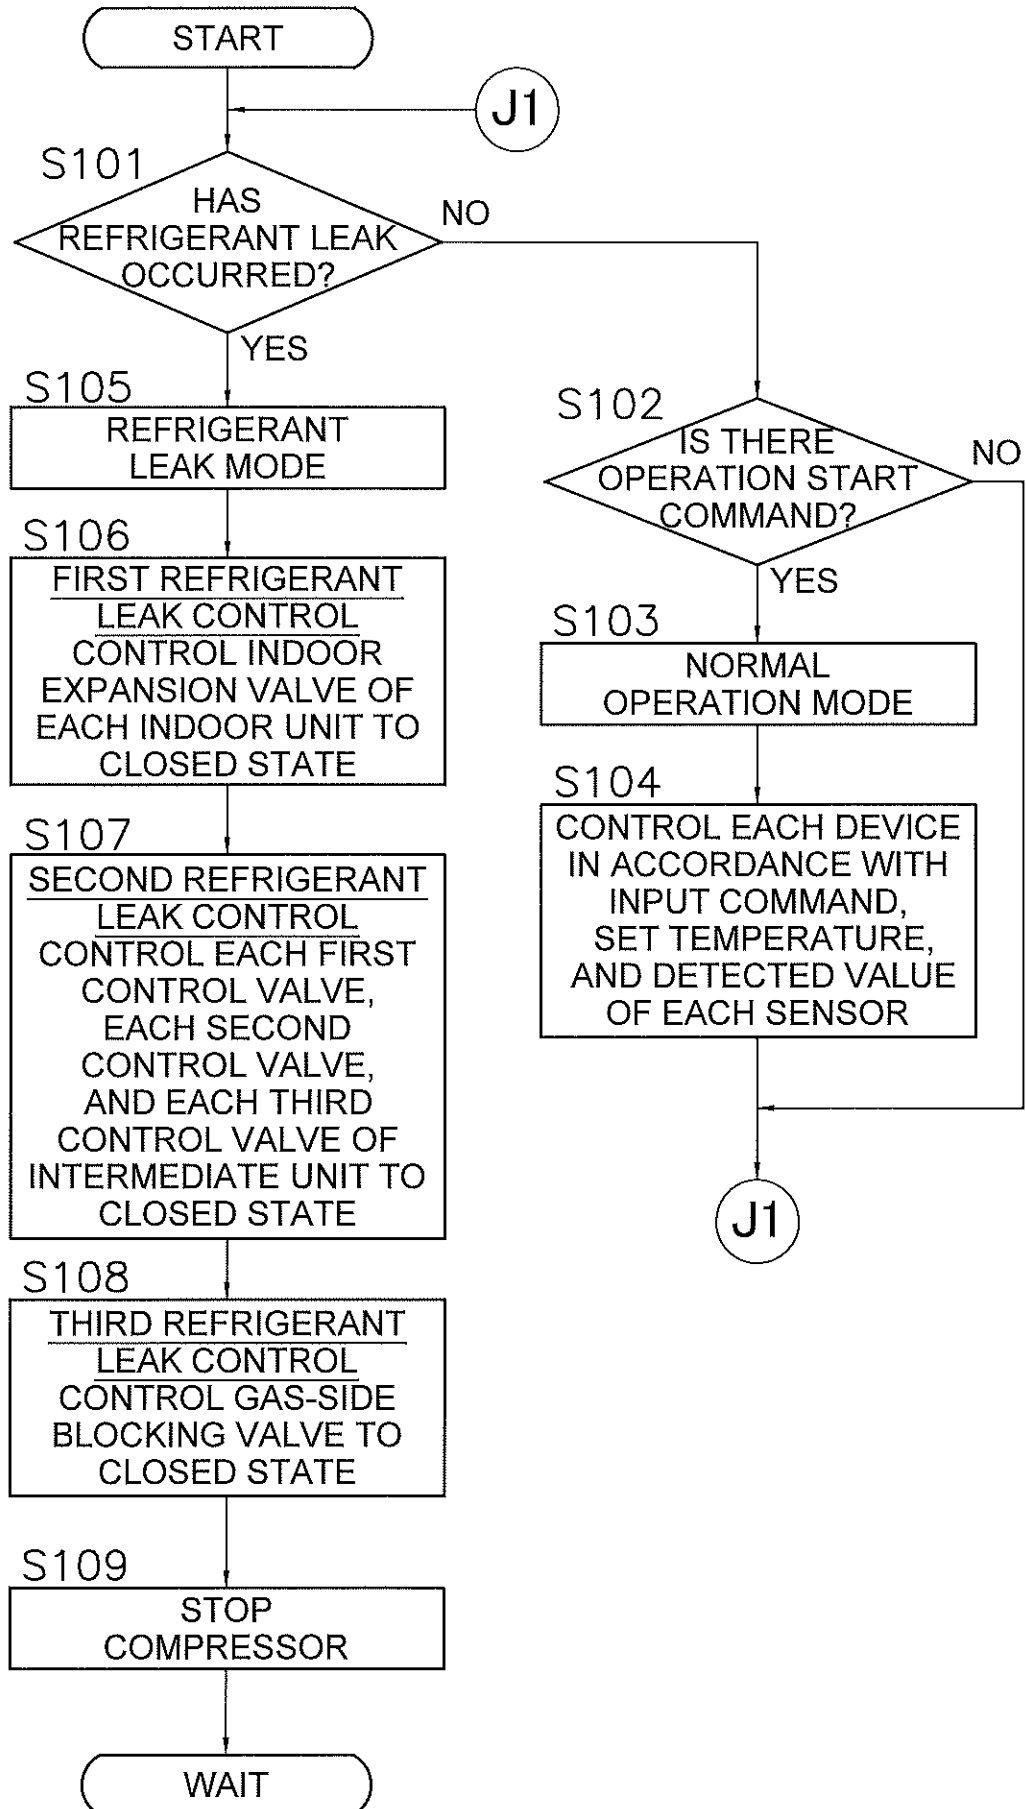 START
J1
S101
HAS
REFRIGERANT LEAK
OCCURRED?
NO
YES
S105
REFRIGERANT
LEAK MODE
S102
IS THERE
OPERATION START
COMMAND?
NO
YES
S106
FIRST REFRIGERANT
LEAK CONTROL
CONTROL INDOOR
EXPANSION VALVE OF
EACH INDOOR UNIT TO
CLOSED STATE
S103
NORMAL
OPERATION MODE
S104
CONTROL EACH DEVICE
IN ACCORDANCE WITH
INPUT COMMAND,
SET TEMPERATURE,
AND DETECTED VALUE
OF EACH SENSOR
S107
SECOND REFRIGERANT
LEAK CONTROL
CONTROL EACH FIRST
CONTROL VALVE,
EACH SECOND
CONTROL VALVE,
AND EACH THIRD
CONTROL VALVE OF
INTERMEDIATE UNIT TO
CLOSED STATE
J1
S108
THIRD REFRIGERANT
LEAK CONTROL
CONTROL GAS-SIDE
BLOCKING VALVE TO
CLOSED STATE
S109
STOP
COMPRESSOR
WAIT